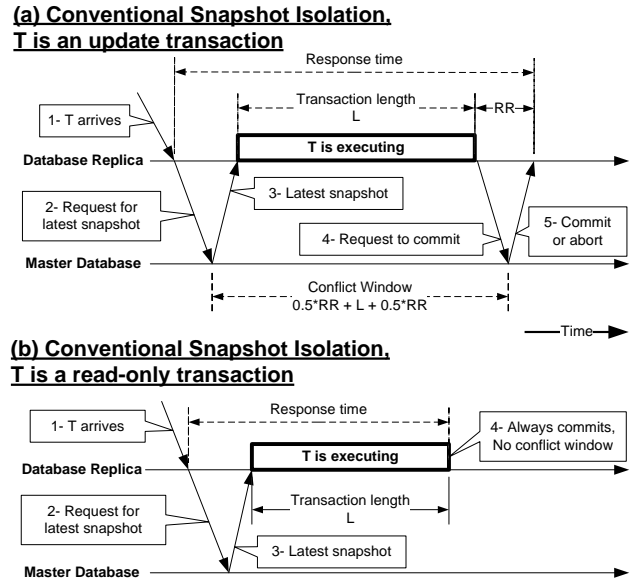 (a) Conventional Snapshot Isolation,
T is an update transaction
Response time
Transaction length
L
RR
1- T arrives
T is executing
Database Replica
2- Request for
latest snapshot
3- Latest snapshot
4- Request to commit
5- Commit
or abort
Master Database
Conflict Window
0.5*RR + L + 0.5*RR
Time
(b) Conventional Snapshot Isolation,
T is a read-only transaction
Response time
1- T arrives
4- Always commits,
No conflict window
T is executing
Database Replica
Transaction length
L
2- Request for
latest snapshot
3- Latest snapshot
Master Database